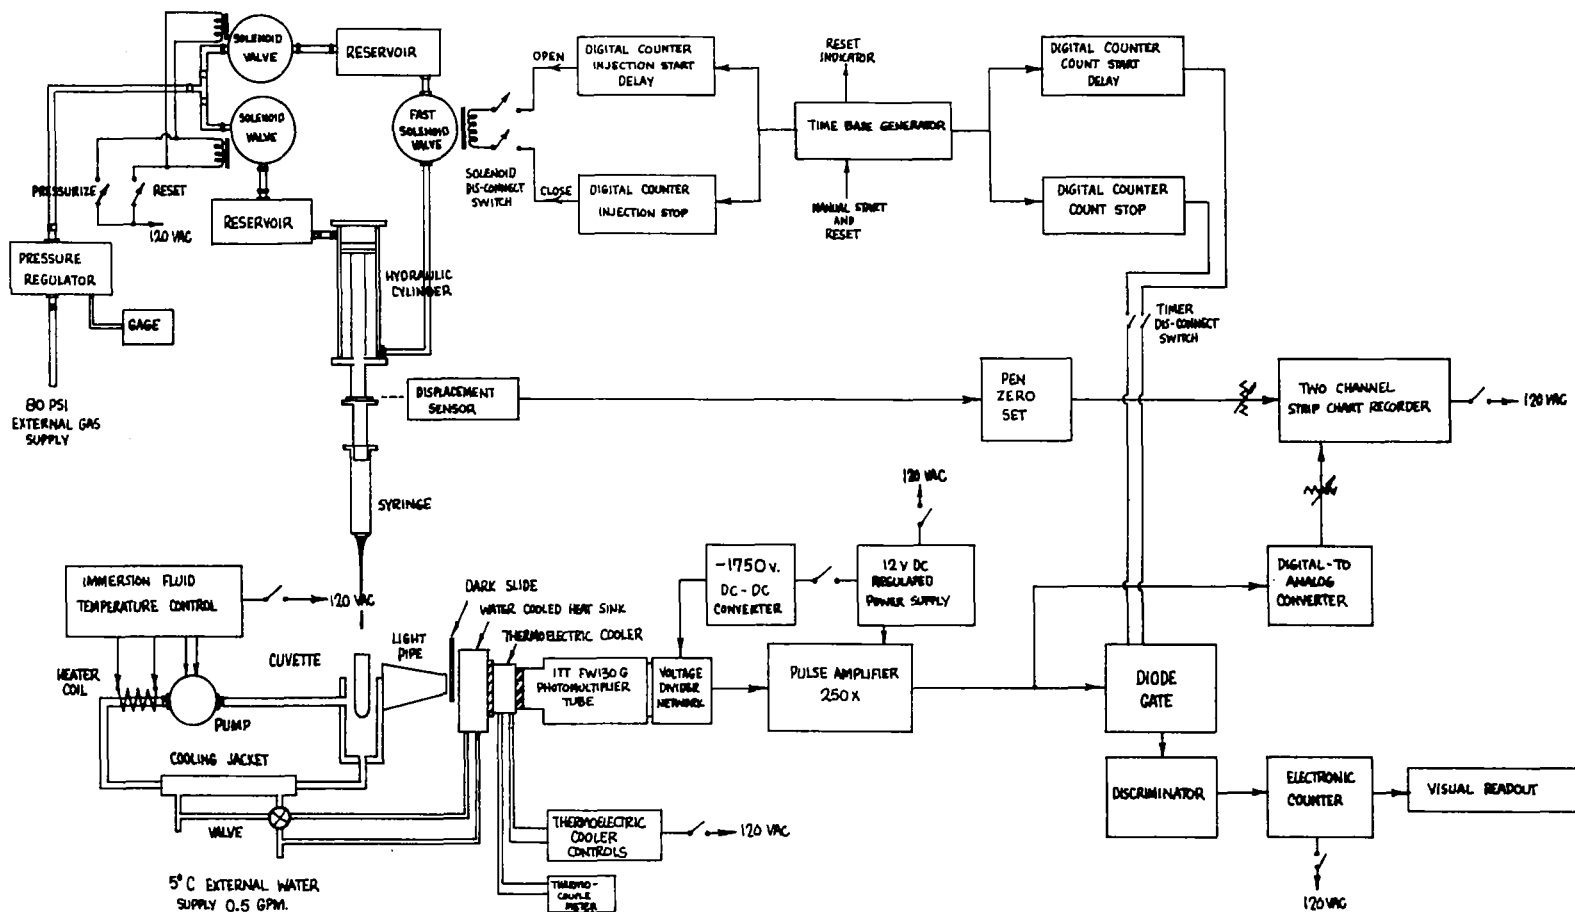 SOLENOID
VALVE
RESERVOIR
SOLENOID
VALVE
FAST
SOLENOID
VALVE
OPEN
DIGITAL COUNTER
INJECTION START
DELAY
RESET
INDICATOR
TIME BASE GENERATOR
DIGITAL COUNTER
COUNT START
DELAY
PRESSURIZE
RESET
120 VAC
RESERVOIR
SOLENOID
DIS-CONNECT
SWITCH
CLOSE
DIGITAL COUNTER
INJECTION STOP
MANUAL START
AND
RESET
DIGITAL COUNTER
COUNT STOP
PRESSURE
REGULATOR
GAGE
HYDRAULIC
CYLINDER
TIMER
DIS-CONNECT
SWITCH
80 PSI
EXTERNAL GAS
SUPPLY
DISPLACEMENT
SENSOR
PEN
ZERO
SET
TWO CHANNEL
STRIP CHART RECORDER
120 VAC
SYRINGE
120 VAC
IMMERSION FLUID
TEMPERATURE CONTROL
120 VAC
DARK SLIDE
WATER COOLED HEAT SINK
THERMOELECTRIC COOLER
-1750 V.
DC-DC
CONVERTER
12 V DC
REGULATED
POWER SUPPLY
DIGITAL-TO
ANALOG
CONVERTER
HEATER
COIL
PUMP
CUVETTE
LIGHT
PIPE
ITT FW130G
PHOTOMULTIPLIER
TUBE
VOLTAGE
DIVIDER
NETWORK
PULSE AMPLIFIER
250 X
DIODE
GATE
COOLING JACKET
VALVE
THERMOELECTRIC
COOLER
CONTROLS
120 VAC
DISCRIMINATOR
ELECTRONIC
COUNTER
VISUAL READOUT
5° C EXTERNAL WATER
SUPPLY 0.5 GPM.
THERMO-
COUPLE
METER
120 VAC